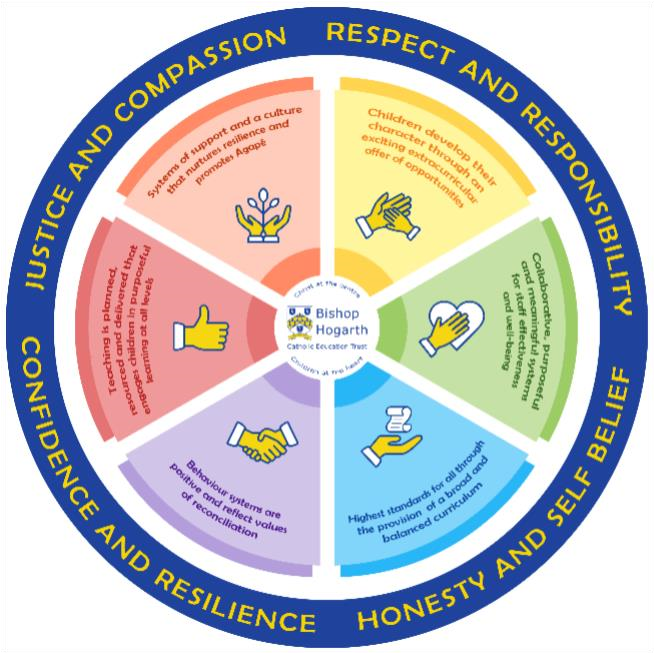 JUSTICE AND COMPASSION
RESPECT AND RESPONSIBILITY
HONESTY AND SELF BELIEF
CONFIDENCE AND RESILIENCE
Systems of support and a culture
that nurtures resilience and
promotes Agapé
Children develop their
character through an
exciting extracurricular
offer of opportunities
Collaborative, purposeful
and meaningful systems
for staff effectiveness
and well-being
Highest standards for all through
the provision of a broad and
balanced curriculum
Behaviour systems are
positive and reflect values
of reconciliation
Teaching is planned,
resourced and delivered that
engages children in purposeful
learning at all levels
Christ at the centre
Bishop
Hogarth
Catholic Education Trust
Children at the heart